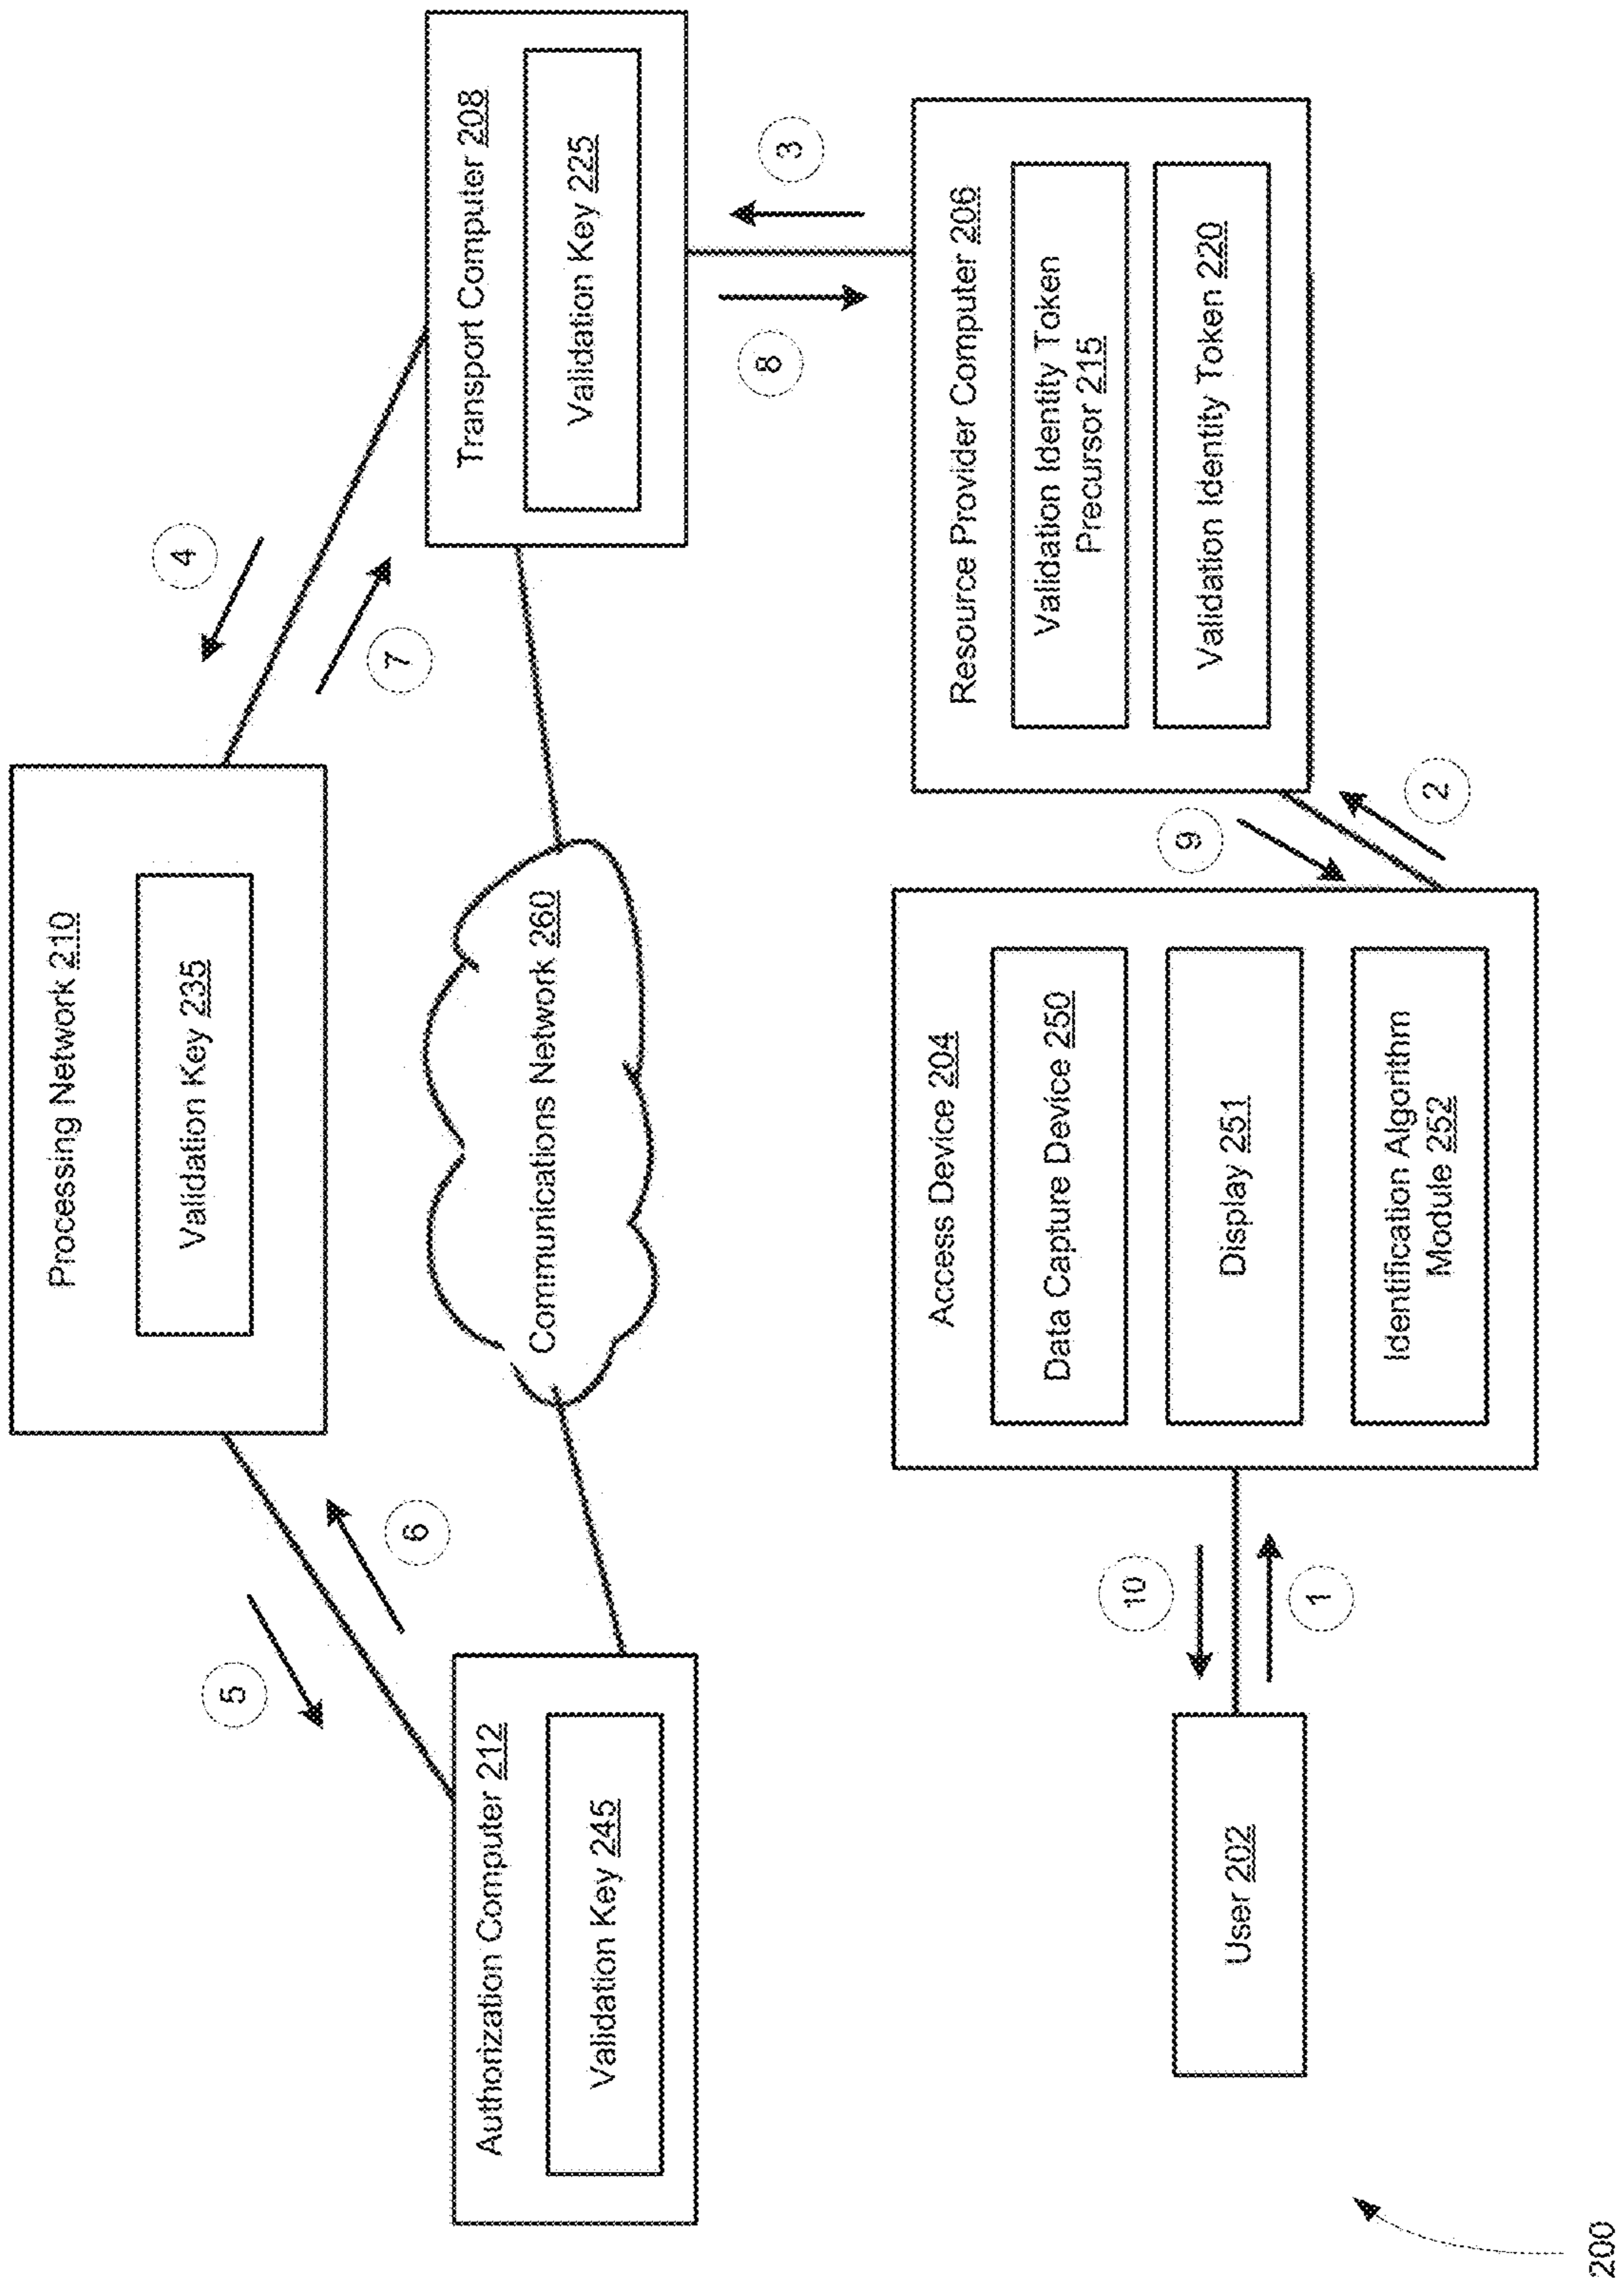 Processing Network 210
Validation Key 235
5
6
4
7
Authorization Computer 212
Validation Key 245
Communications Network 260
Transport Computer 208
Validation Key 225
8
3
User 202
10
1
Access Device 204
Data Capture Device 250
Display 251
Identification Algorithm
Module 252
9
2
Resource Provider Computer 206
Validation Identity Token
Precursor 215
Validation Identity Token 220
200